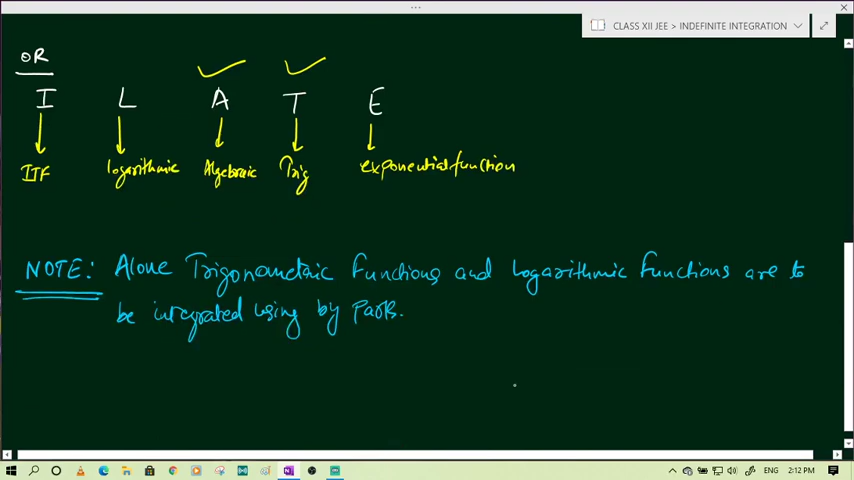 CLASS XII JEE > INDEFINITE INTEGRATION
OR
I L A T E
ITF logarithmic Algebraic Trig exponential function
NOTE: Alone Trigonometric Functions and Logarithmic Functions are to
be integrated using by Parts.
ENG 2:12 PM